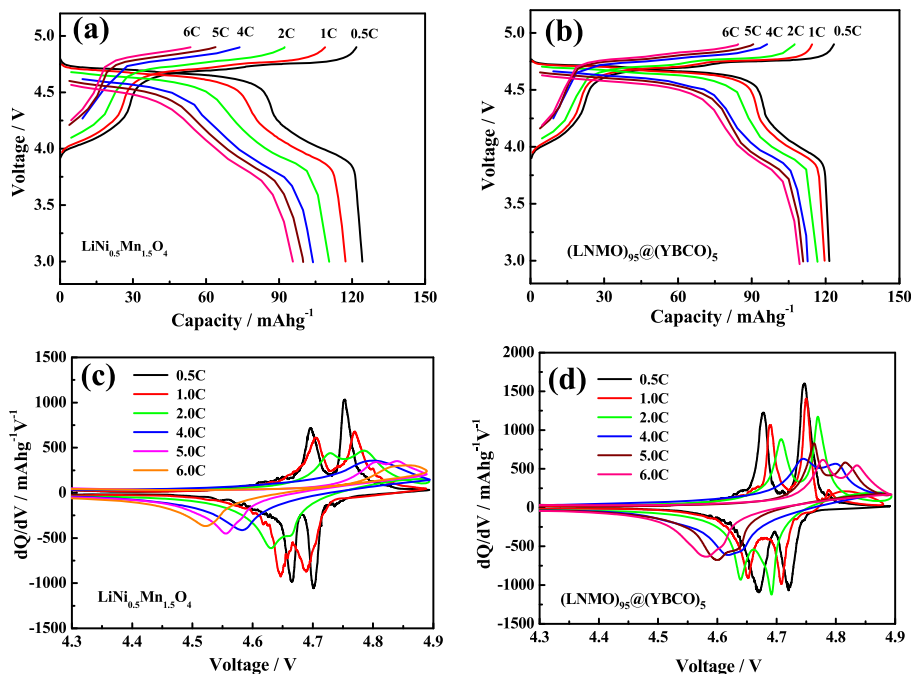 (a)
6C 5C 4C 2C 1C 0.5C
5.0
4.5
4.0
3.5
3.0
Voltage / V
LiNi0.5Mn1.5O4
0 30 60 90 120 150
Capacity / mAhg-1
(b)
6C 5C 4C 2C 1C 0.5C
5.0
4.5
4.0
3.5
3.0
Voltage / V
(LNMO)95@(YBCO)5
0 30 60 90 120 150
Capacity / mAhg-1
(c)
1500
1000
500
0
-500
-1000
-1500
dQ/dV / mAhg-1V-1
0.5C
1.0C
2.0C
4.0C
5.0C
6.0C
LiNi0.5Mn1.5O4
4.3 4.4 4.5 4.6 4.7 4.8 4.9
Voltage / V
(d)
2000
1500
1000
500
0
-500
-1000
-1500
dQ/dV / mAhg-1V-1
0.5C
1.0C
2.0C
4.0C
5.0C
6.0C
(LNMO)95@(YBCO)5
4.3 4.4 4.5 4.6 4.7 4.8 4.9
Voltage / V